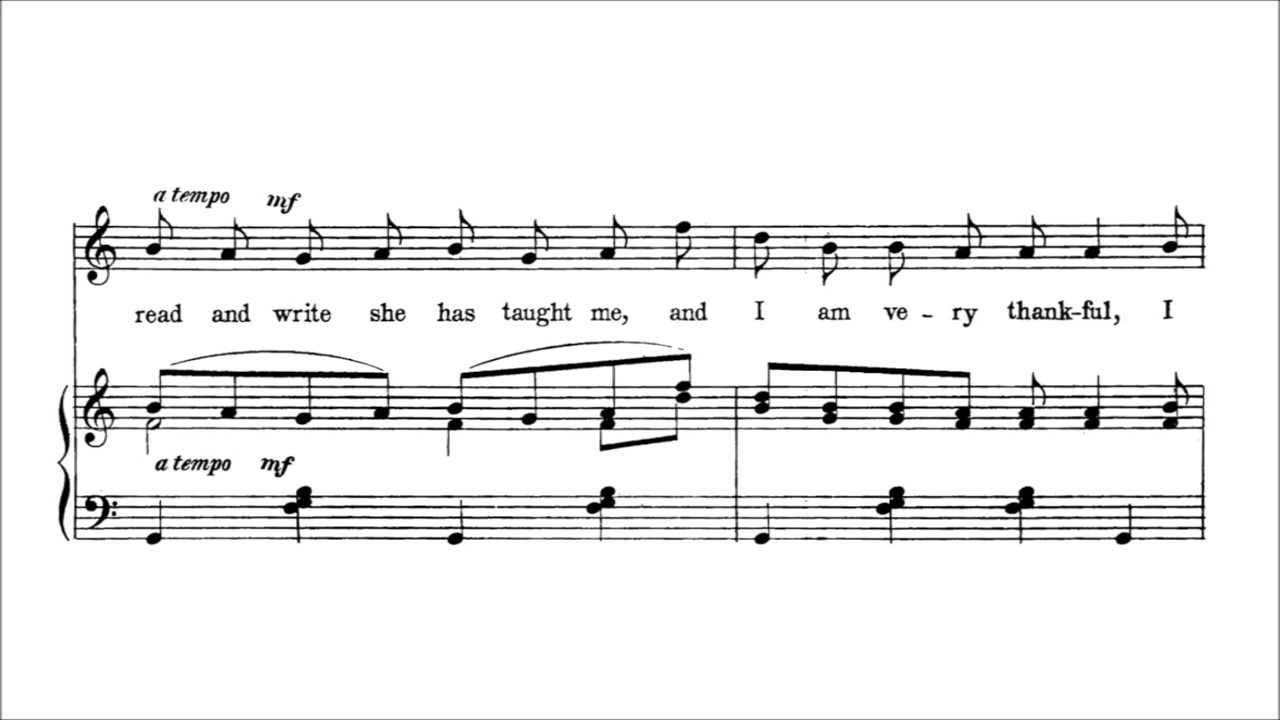 a tempo mf
read and write she has taught me, and I am ve - ry thank-ful, I
a tempo mf